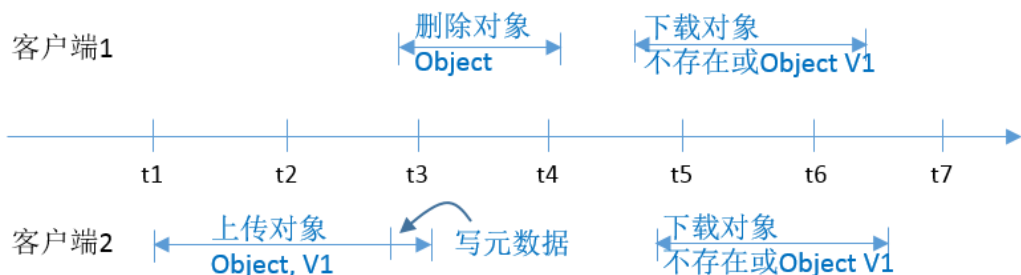 客户端1
删除对象
Object
下载对象
不存在或Object V1
t1 t2 t3 t4 t5 t6 t7
客户端2
上传对象
Object, V1
写元数据
下载对象
不存在或Object V1